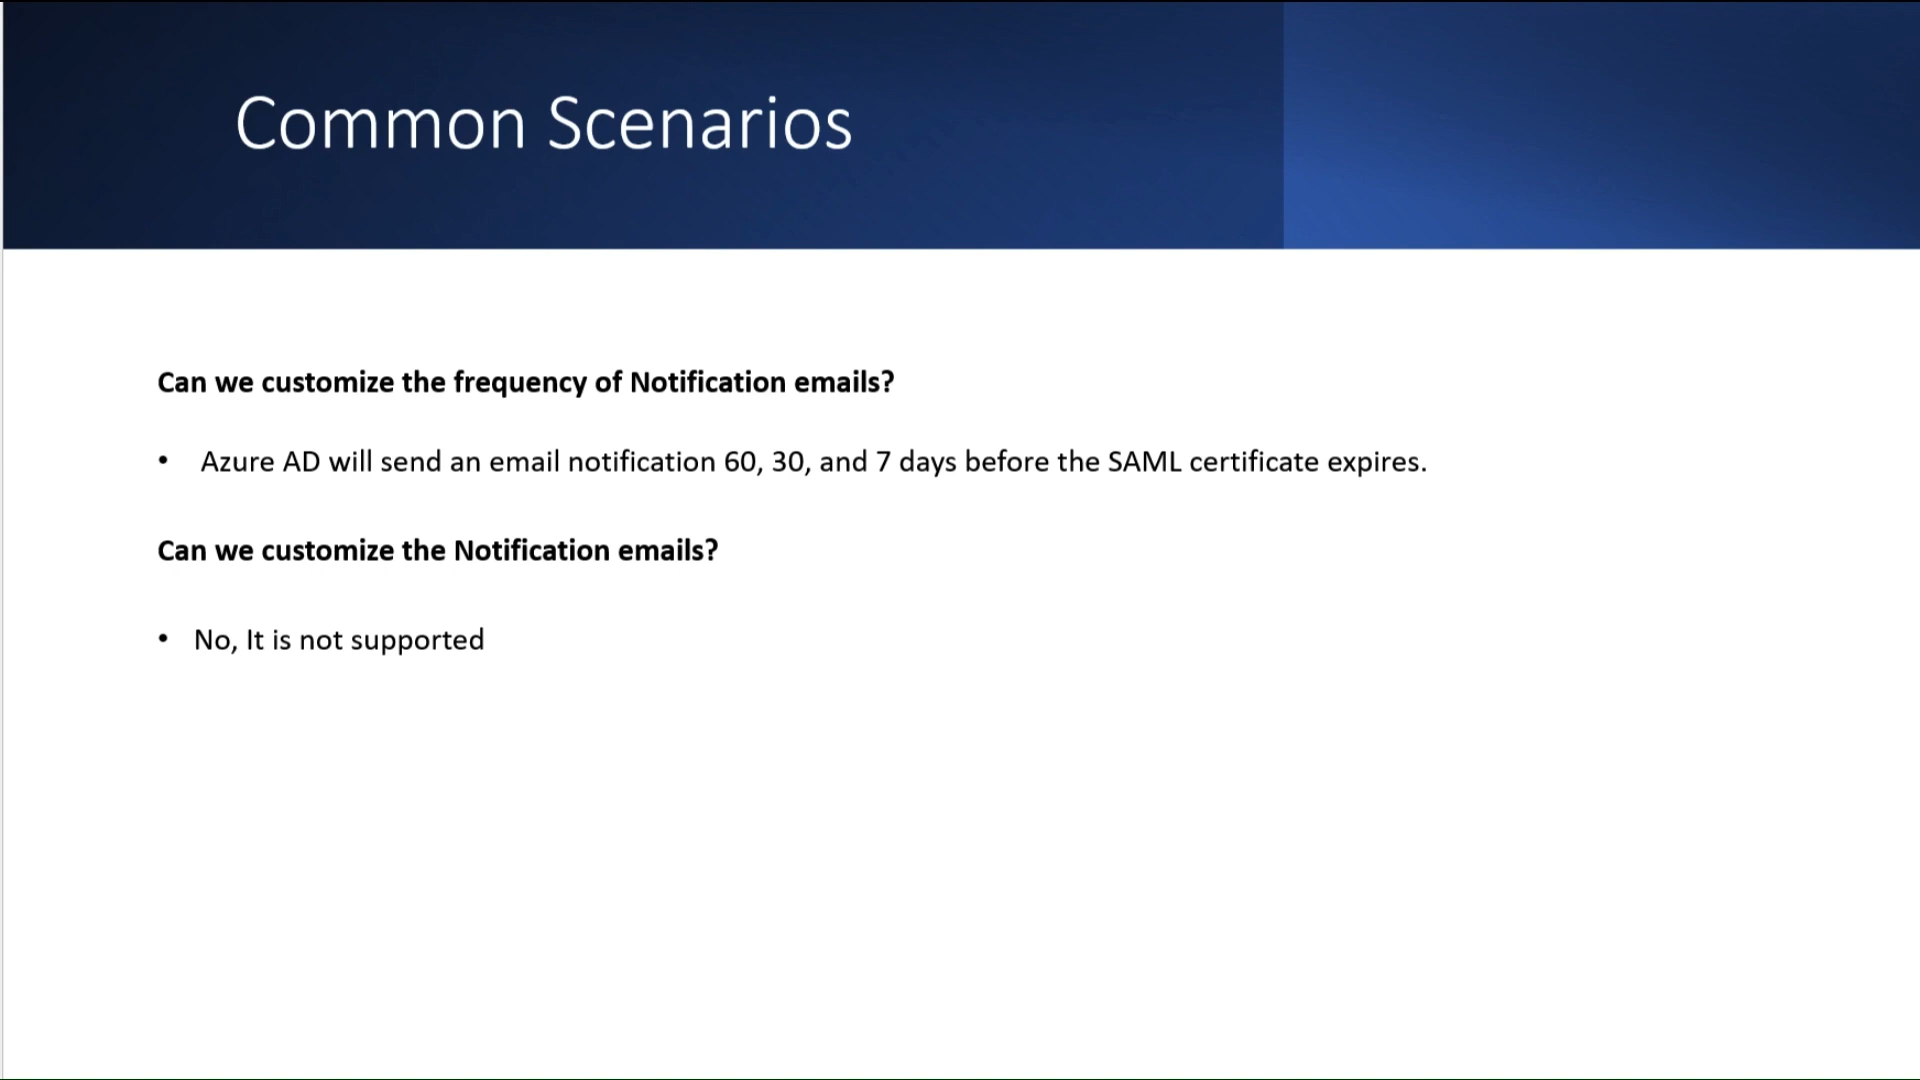 Common Scenarios
Can we customize the frequency of Notification emails?
• Azure AD will send an email notification 60, 30, and 7 days before the SAML certificate expires.
Can we customize the Notification emails?
• No, It is not supported